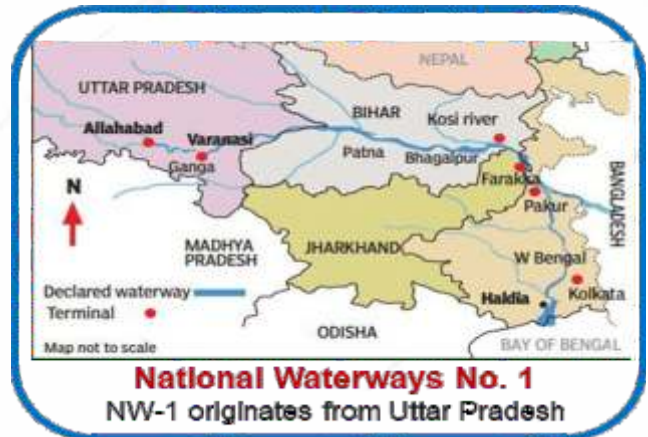 NEPAL
UTTAR PRADESH
BIHAR
Kosi river
Allahabad
Varanasi
Ganga
Patna
Bhagalpur
Farakka
Pakur
BANGLADESH
N
MADHYA
PRADESH
JHARKHAND
W Bengal
Declared waterway
Haldia
Kolkata
Terminal
ODISHA
Map not to scale
BAY OF BENGAL
National Waterways No. 1
NW-1 originates from Uttar Pradesh